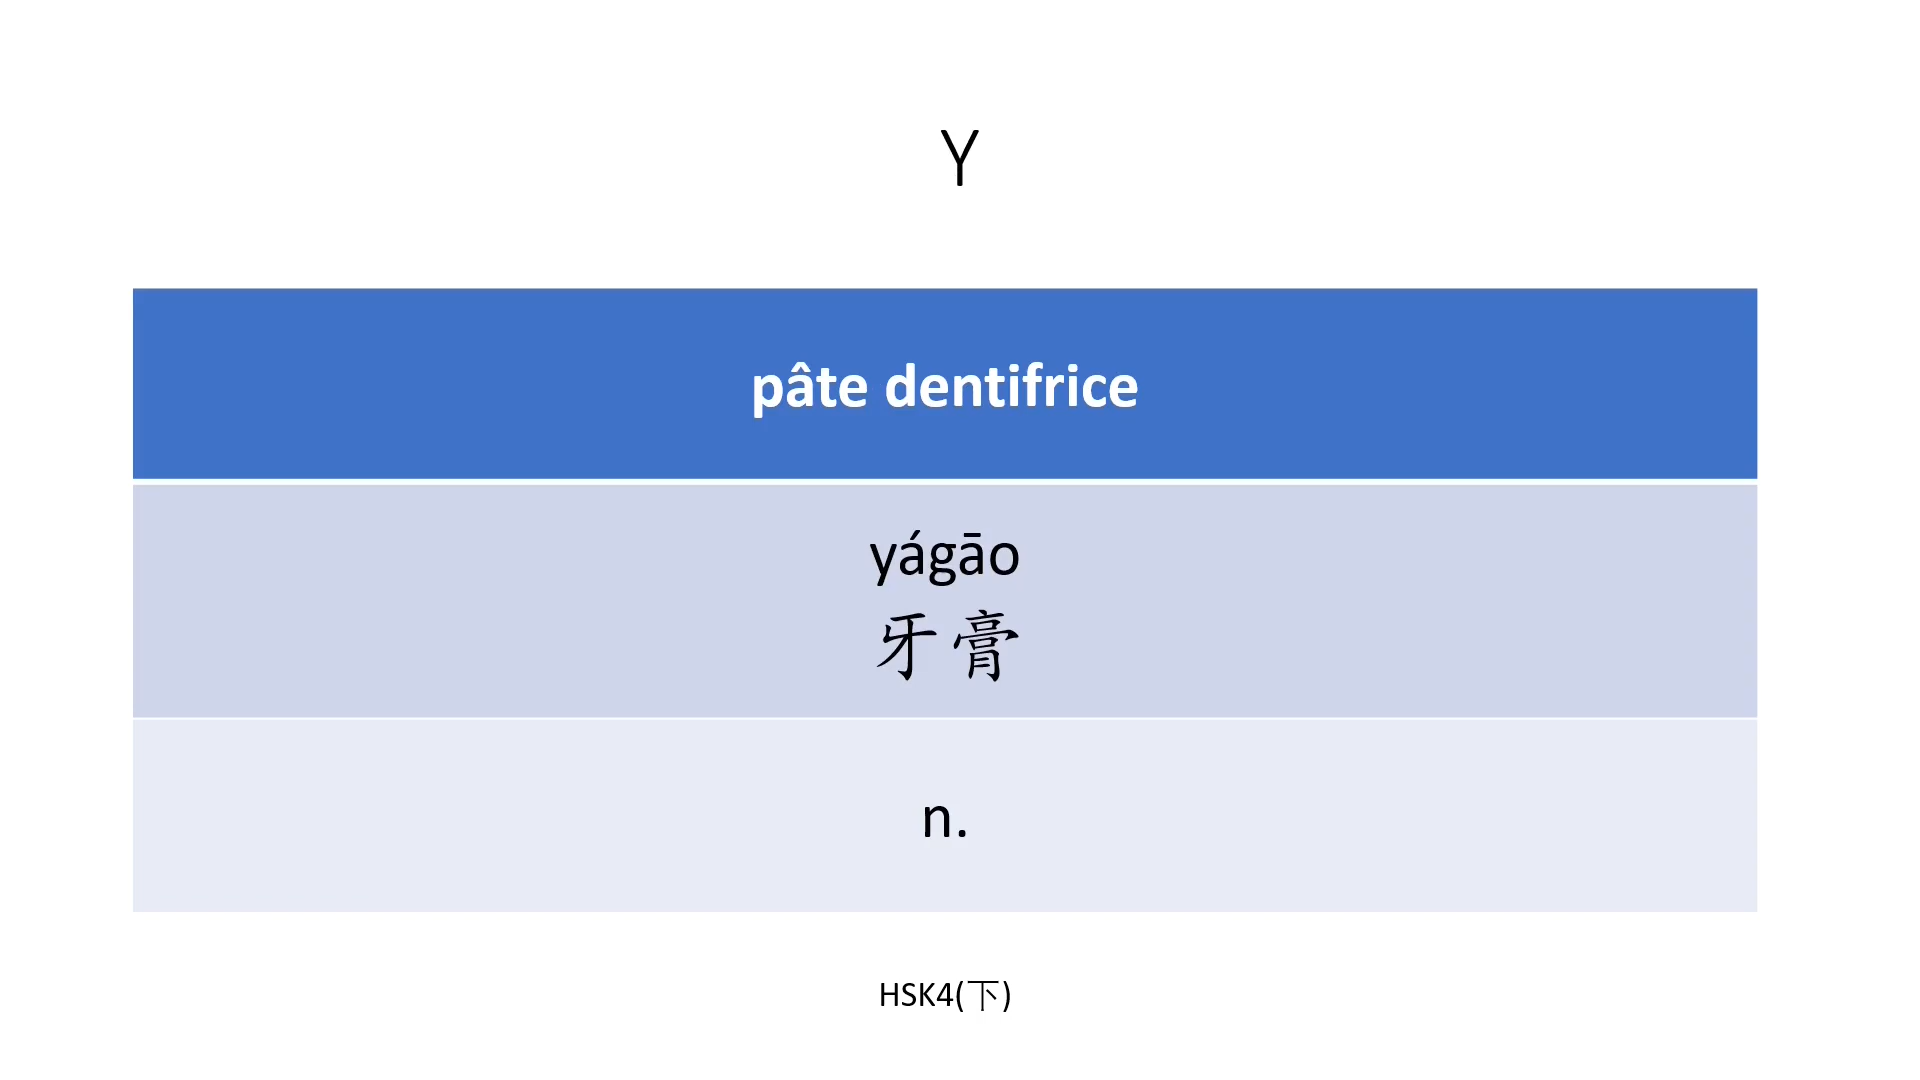 Y
pâte dentifrice
yágāo
牙膏
n.
HSK4(下)